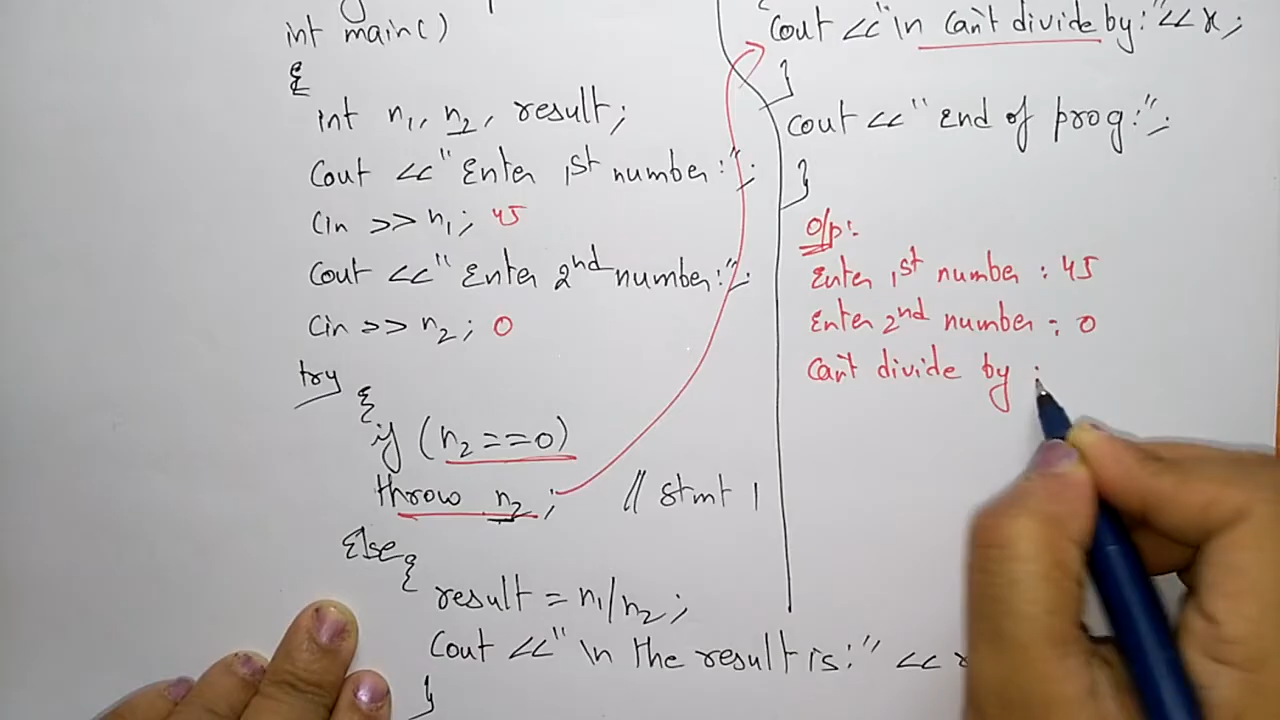 int main()
{
int n1, n2, result;
Cout <<"Enter 1st number:";
Cin >> n1; 45
Cout <<"Enter 2nd number:";
Cin >> n2; 0
try
{
if (n2==0)
throw n2; // stmt 1
Else
{
result = n1/n2;
Cout <<"\n The result is:" <<
}
Cout <<"\n Can't divide by:"<< x;
}
cout <<" End of prog:";
}
O/p:
Enter 1st number : 45
Enter 2nd number : 0
Can't divide by :